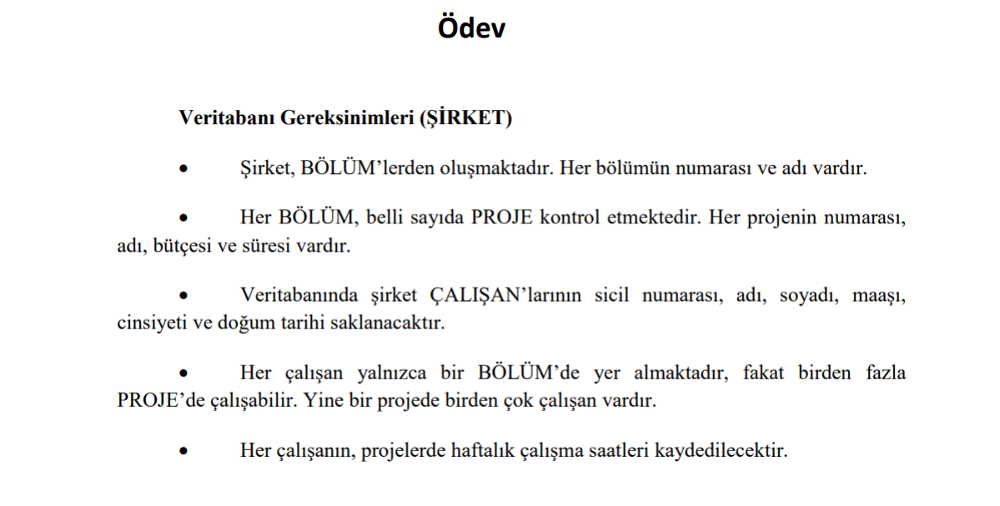 Ödev
Veritabanı Gereksinimleri (ŞİRKET)
• Şirket, BÖLÜM’lerden oluşmaktadır. Her bölümün numarası ve adı vardır.
• Her BÖLÜM, belli sayıda PROJE kontrol etmektedir. Her projenin numarası,
adı, bütçesi ve süresi vardır.
• Veritabanında şirket ÇALIŞAN’larının sicil numarası, adı, soyadı, maaşı,
cinsiyeti ve doğum tarihi saklanacaktır.
• Her çalışan yalnızca bir BÖLÜM’de yer almaktadır, fakat birden fazla
PROJE’de çalışabilir. Yine bir projede birden çok çalışan vardır.
• Her çalışanın, projelerde haftalık çalışma saatleri kaydedilecektir.